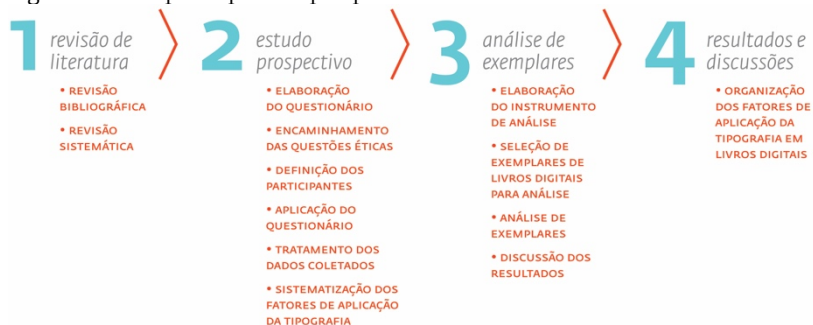 1 revisão de
literatura
• REVISÃO
BIBLIOGRÁFICA
• REVISÃO
SISTEMÁTICA
2 estudo
prospectivo
• ELABORAÇÃO
DO QUESTIONÁRIO
• ENCAMINHAMENTO
DAS QUESTÕES ÉTICAS
• DEFINIÇÃO DOS
PARTICIPANTES
• APLICAÇÃO DO
QUESTIONÁRIO
• TRATAMENTO DOS
DADOS COLETADOS
• SISTEMATIZAÇÃO DOS
FATORES DE APLICAÇÃO
DA TIPOGRAFIA
3 análise de
exemplares
• ELABORAÇÃO
DO INSTRUMENTO
DE ANÁLISE
• SELEÇÃO DE
EXEMPLARES DE
LIVROS DIGITAIS
PARA ANÁLISE
• ANÁLISE DE
EXEMPLARES
• DISCUSSÃO DOS
RESULTADOS
4 resultados e
discussões
• ORGANIZAÇÃO
DOS FATORES DE
APLICAÇÃO DA
TIPOGRAFIA EM
LIVROS DIGITAIS